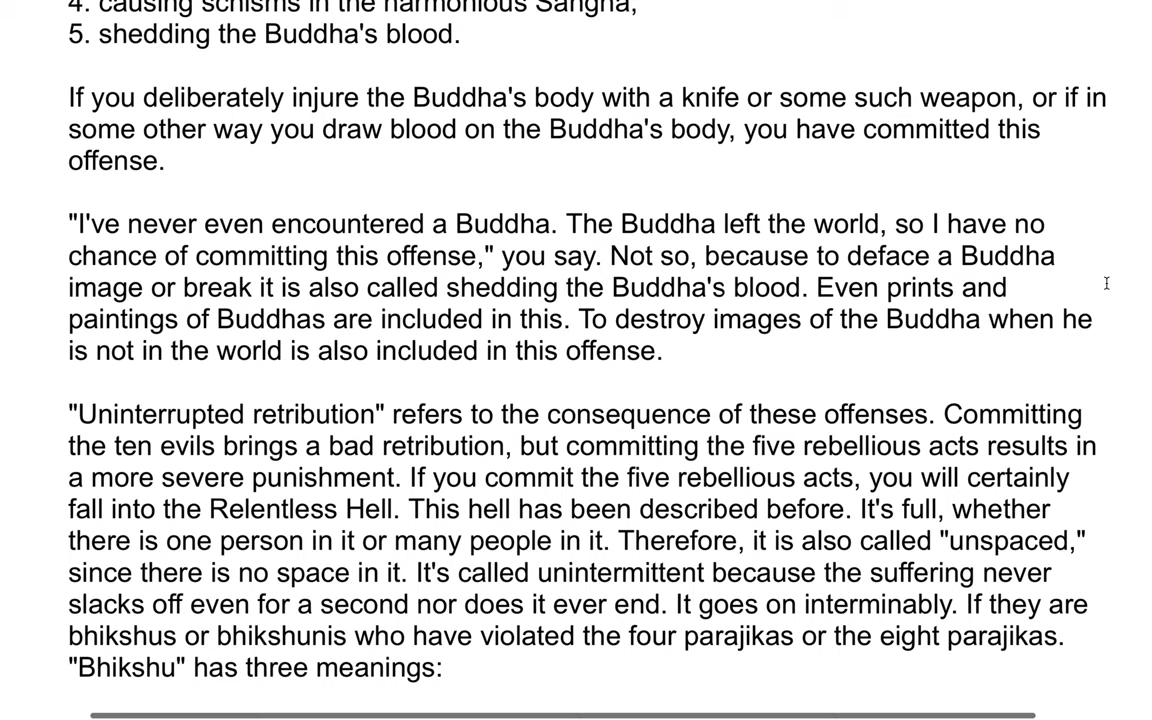 4. causing schisms in the harmonious Sangha;
5. shedding the Buddha's blood.
If you deliberately injure the Buddha's body with a knife or some such weapon, or if in
some other way you draw blood on the Buddha's body, you have committed this
offense.
"I've never even encountered a Buddha. The Buddha left the world, so I have no
chance of committing this offense," you say. Not so, because to deface a Buddha
image or break it is also called shedding the Buddha's blood. Even prints and
paintings of Buddhas are included in this. To destroy images of the Buddha when he
is not in the world is also included in this offense.
"Uninterrupted retribution" refers to the consequence of these offenses. Committing
the ten evils brings a bad retribution, but committing the five rebellious acts results in
a more severe punishment. If you commit the five rebellious acts, you will certainly
fall into the Relentless Hell. This hell has been described before. It's full, whether
there is one person in it or many people in it. Therefore, it is also called "unspaced,"
since there is no space in it. It's called unintermittent because the suffering never
slacks off even for a second nor does it ever end. It goes on interminably. If they are
bhikshus or bhikshunis who have violated the four parajikas or the eight parajikas.
"Bhikshu" has three meanings: